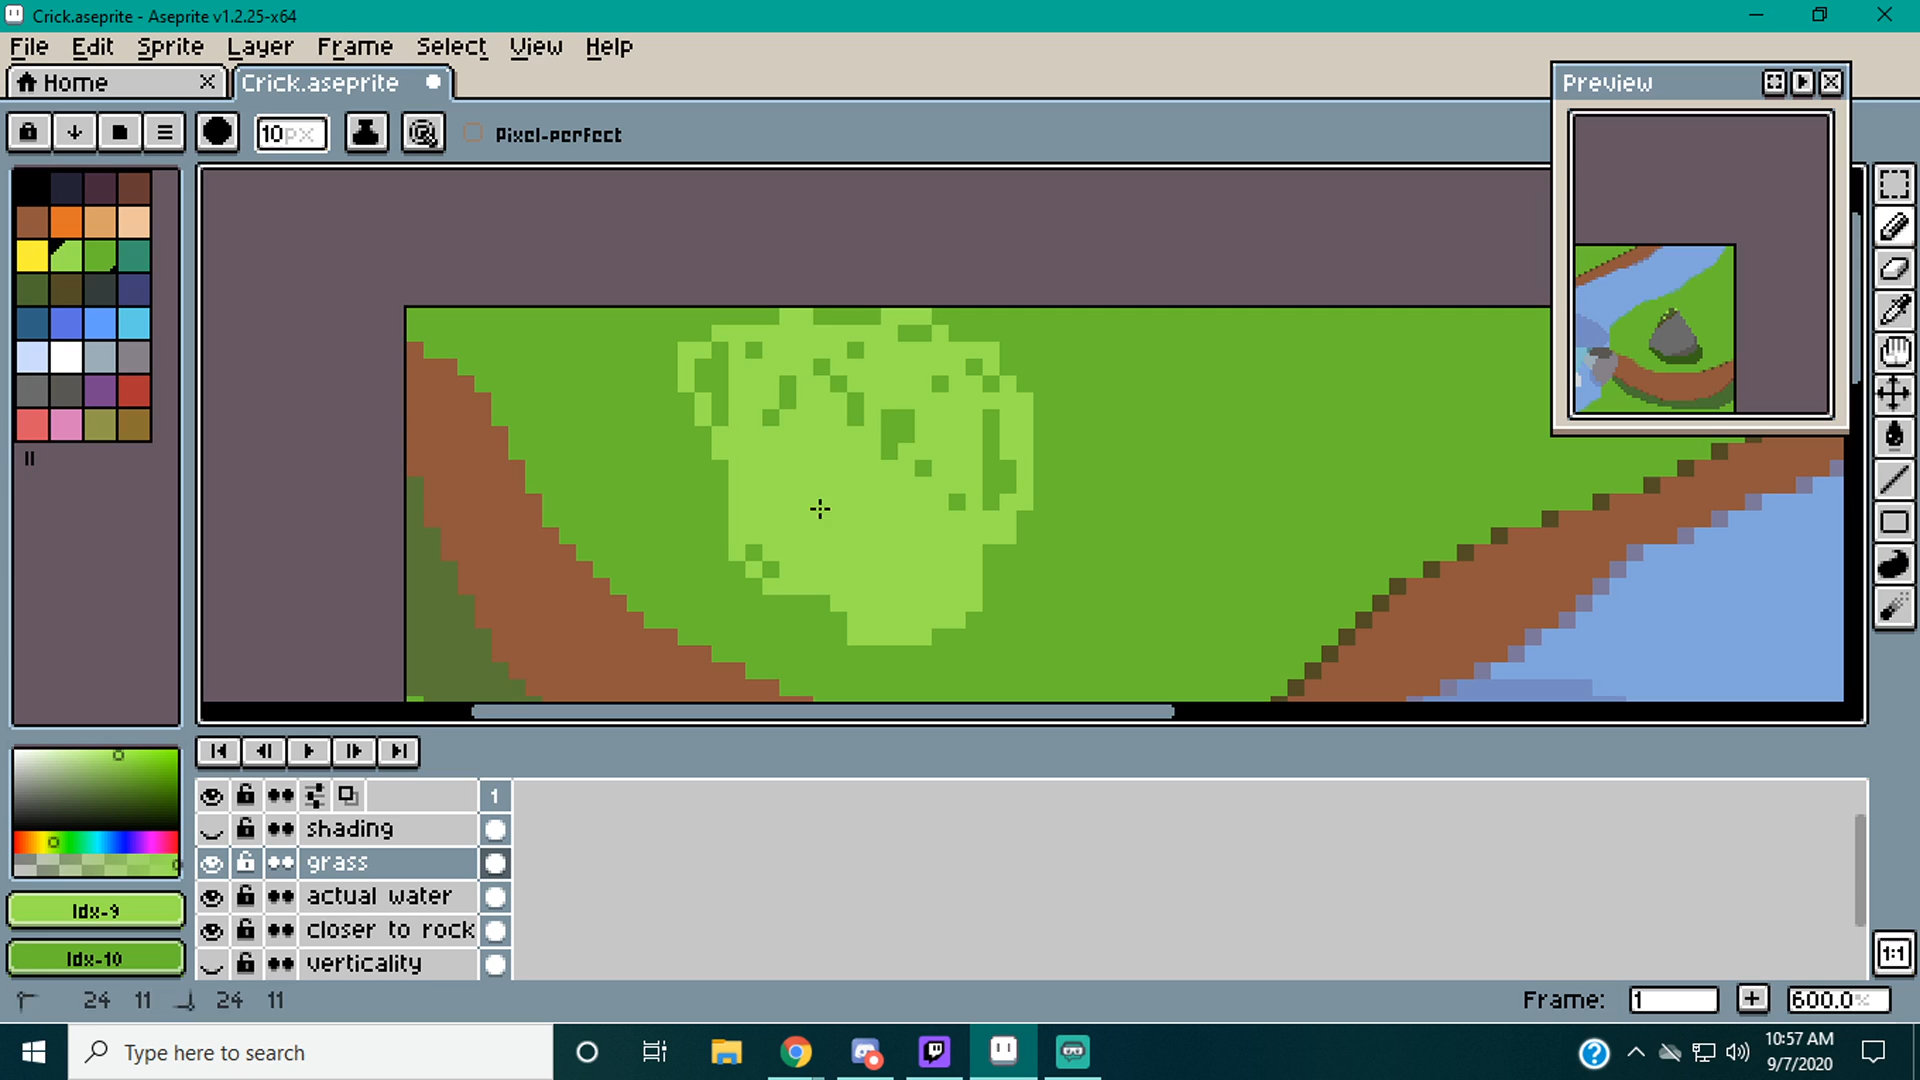 Crick.aseprite - Aseprite v1.2.25-x64
File Edit Sprite Layer Frame Select View Help
Home Crick.aseprite
Preview
10px Pixel-perfect
1
shading
grass
actual water
closer to rock
verticality
Idx-9
Idx-10
1:1
24 11 24 11
Frame: 1 600.0%
Type here to search
10:57 AM
9/7/2020